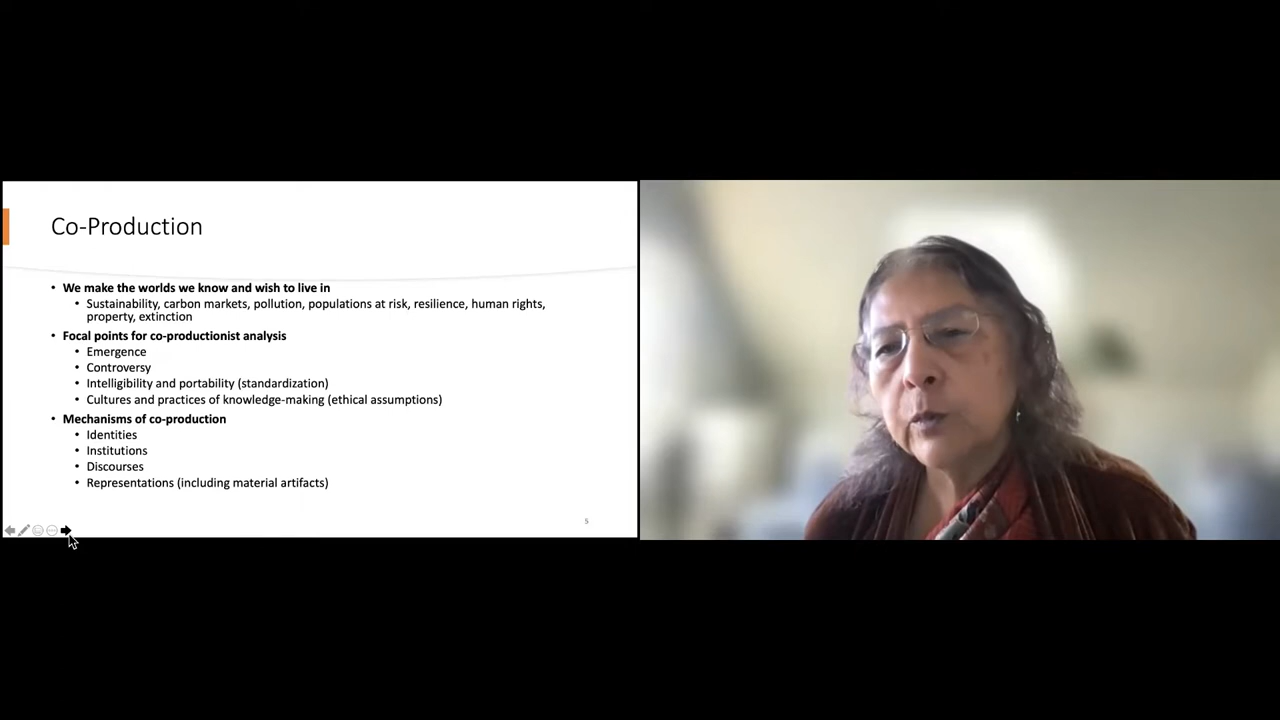 Co-Production
• We make the worlds we know and wish to live in
• Sustainability, carbon markets, pollution, populations at risk, resilience, human rights,
property, extinction
• Focal points for co-productionist analysis
• Emergence
• Controversy
• Intelligibility and portability (standardization)
• Cultures and practices of knowledge-making (ethical assumptions)
• Mechanisms of co-production
• Identities
• Institutions
• Discourses
• Representations (including material artifacts)
5